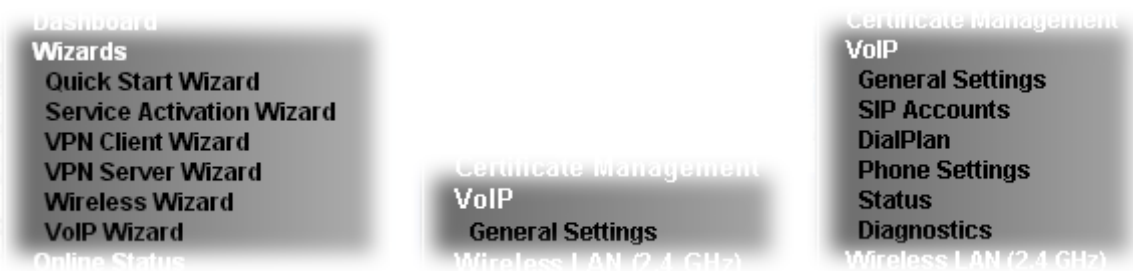 Dashboard
Wizards
Quick Start Wizard
Service Activation Wizard
VPN Client Wizard
VPN Server Wizard
Wireless Wizard
VoIP Wizard
Online Status
Certificate Management
VoIP
General Settings
Wireless LAN (2.4 GHz)
Certificate Management
VoIP
General Settings
SIP Accounts
DialPlan
Phone Settings
Status
Diagnostics
Wireless LAN (2.4 GHz)